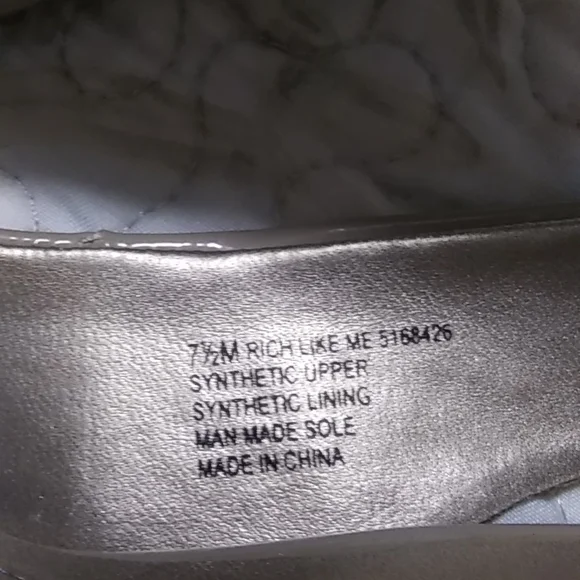 7½M RICH LIKE ME 5168426
SYNTHETIC UPPER
SYNTHETIC LINING
MAN MADE SOLE
MADE IN CHINA